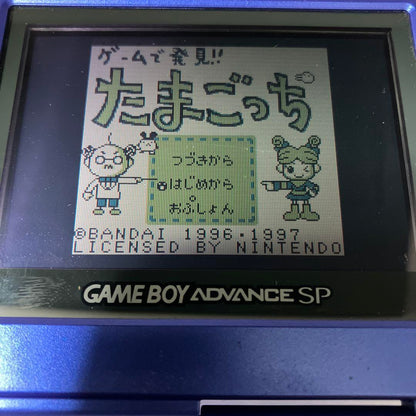 ゲームで発見!!
たまごっち
つづきから
はじめから
おぷしょん
©BANDAI 1996・1997
LICENSED BY NINTENDO
GAME BOY ADVANCE SP